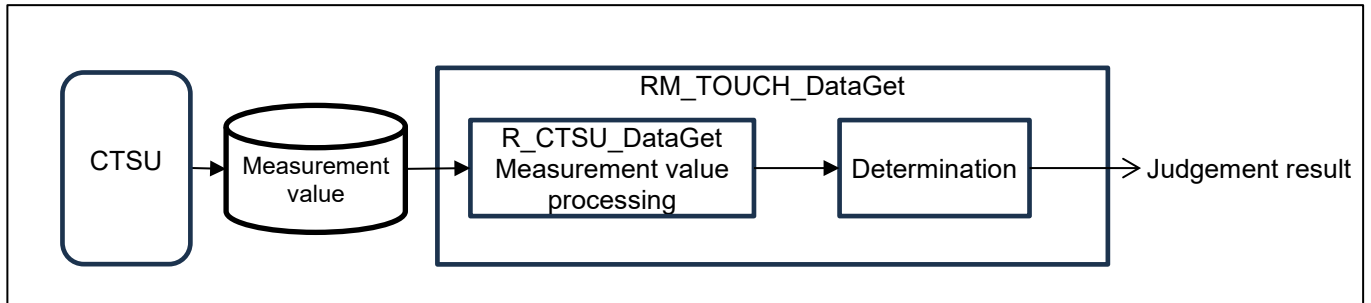 CTSU
Measurement
value
RM_TOUCH_DataGet
R_CTSU_DataGet
Measurement value
processing
Determination
Judgement result